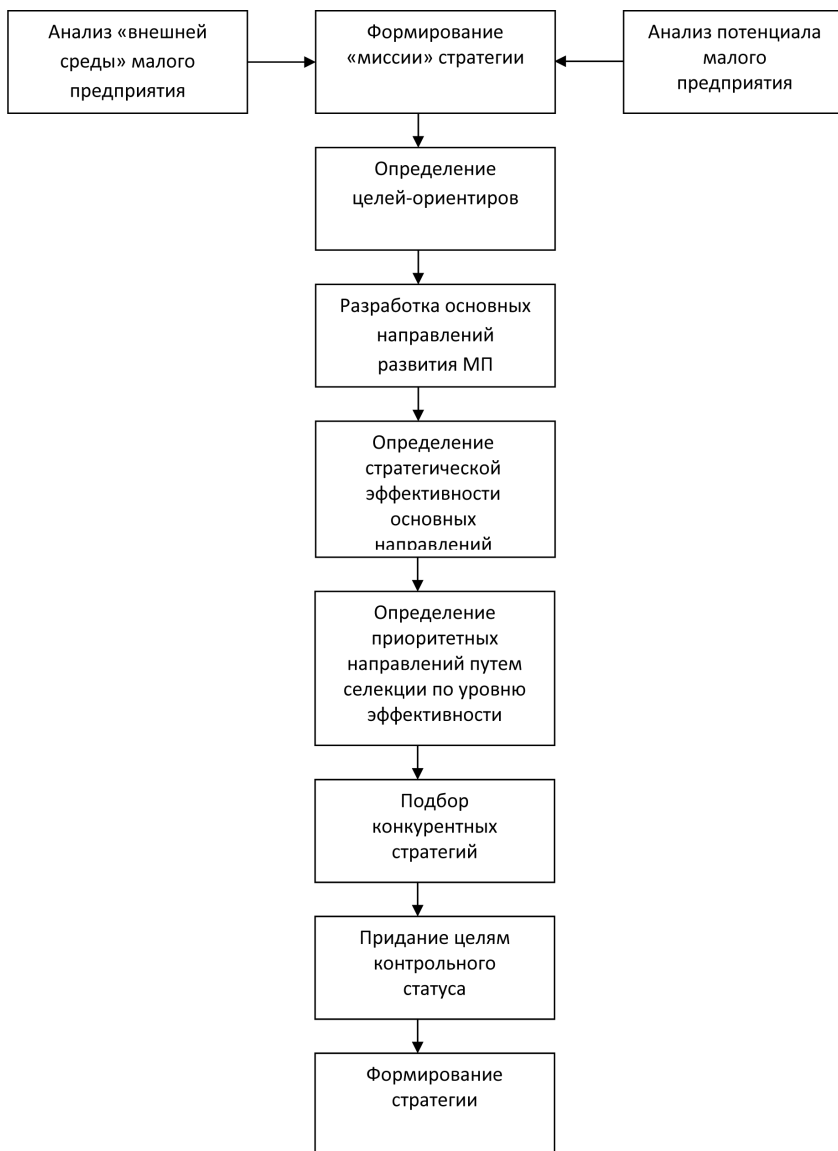 Анализ «внешней
среды» малого
предприятия
Формирование
«миссии» стратегии
Анализ потенциала
малого
предприятия
Определение
целей-ориентиров
Разработка основных
направлений
развития МП
Определение
стратегической
эффективности
основных
направлений
Определение
приоритетных
направлений путем
селекции по уровню
эффективности
Подбор
конкурентных
стратегий
Придание целям
контрольного
статуса
Формирование
стратегии